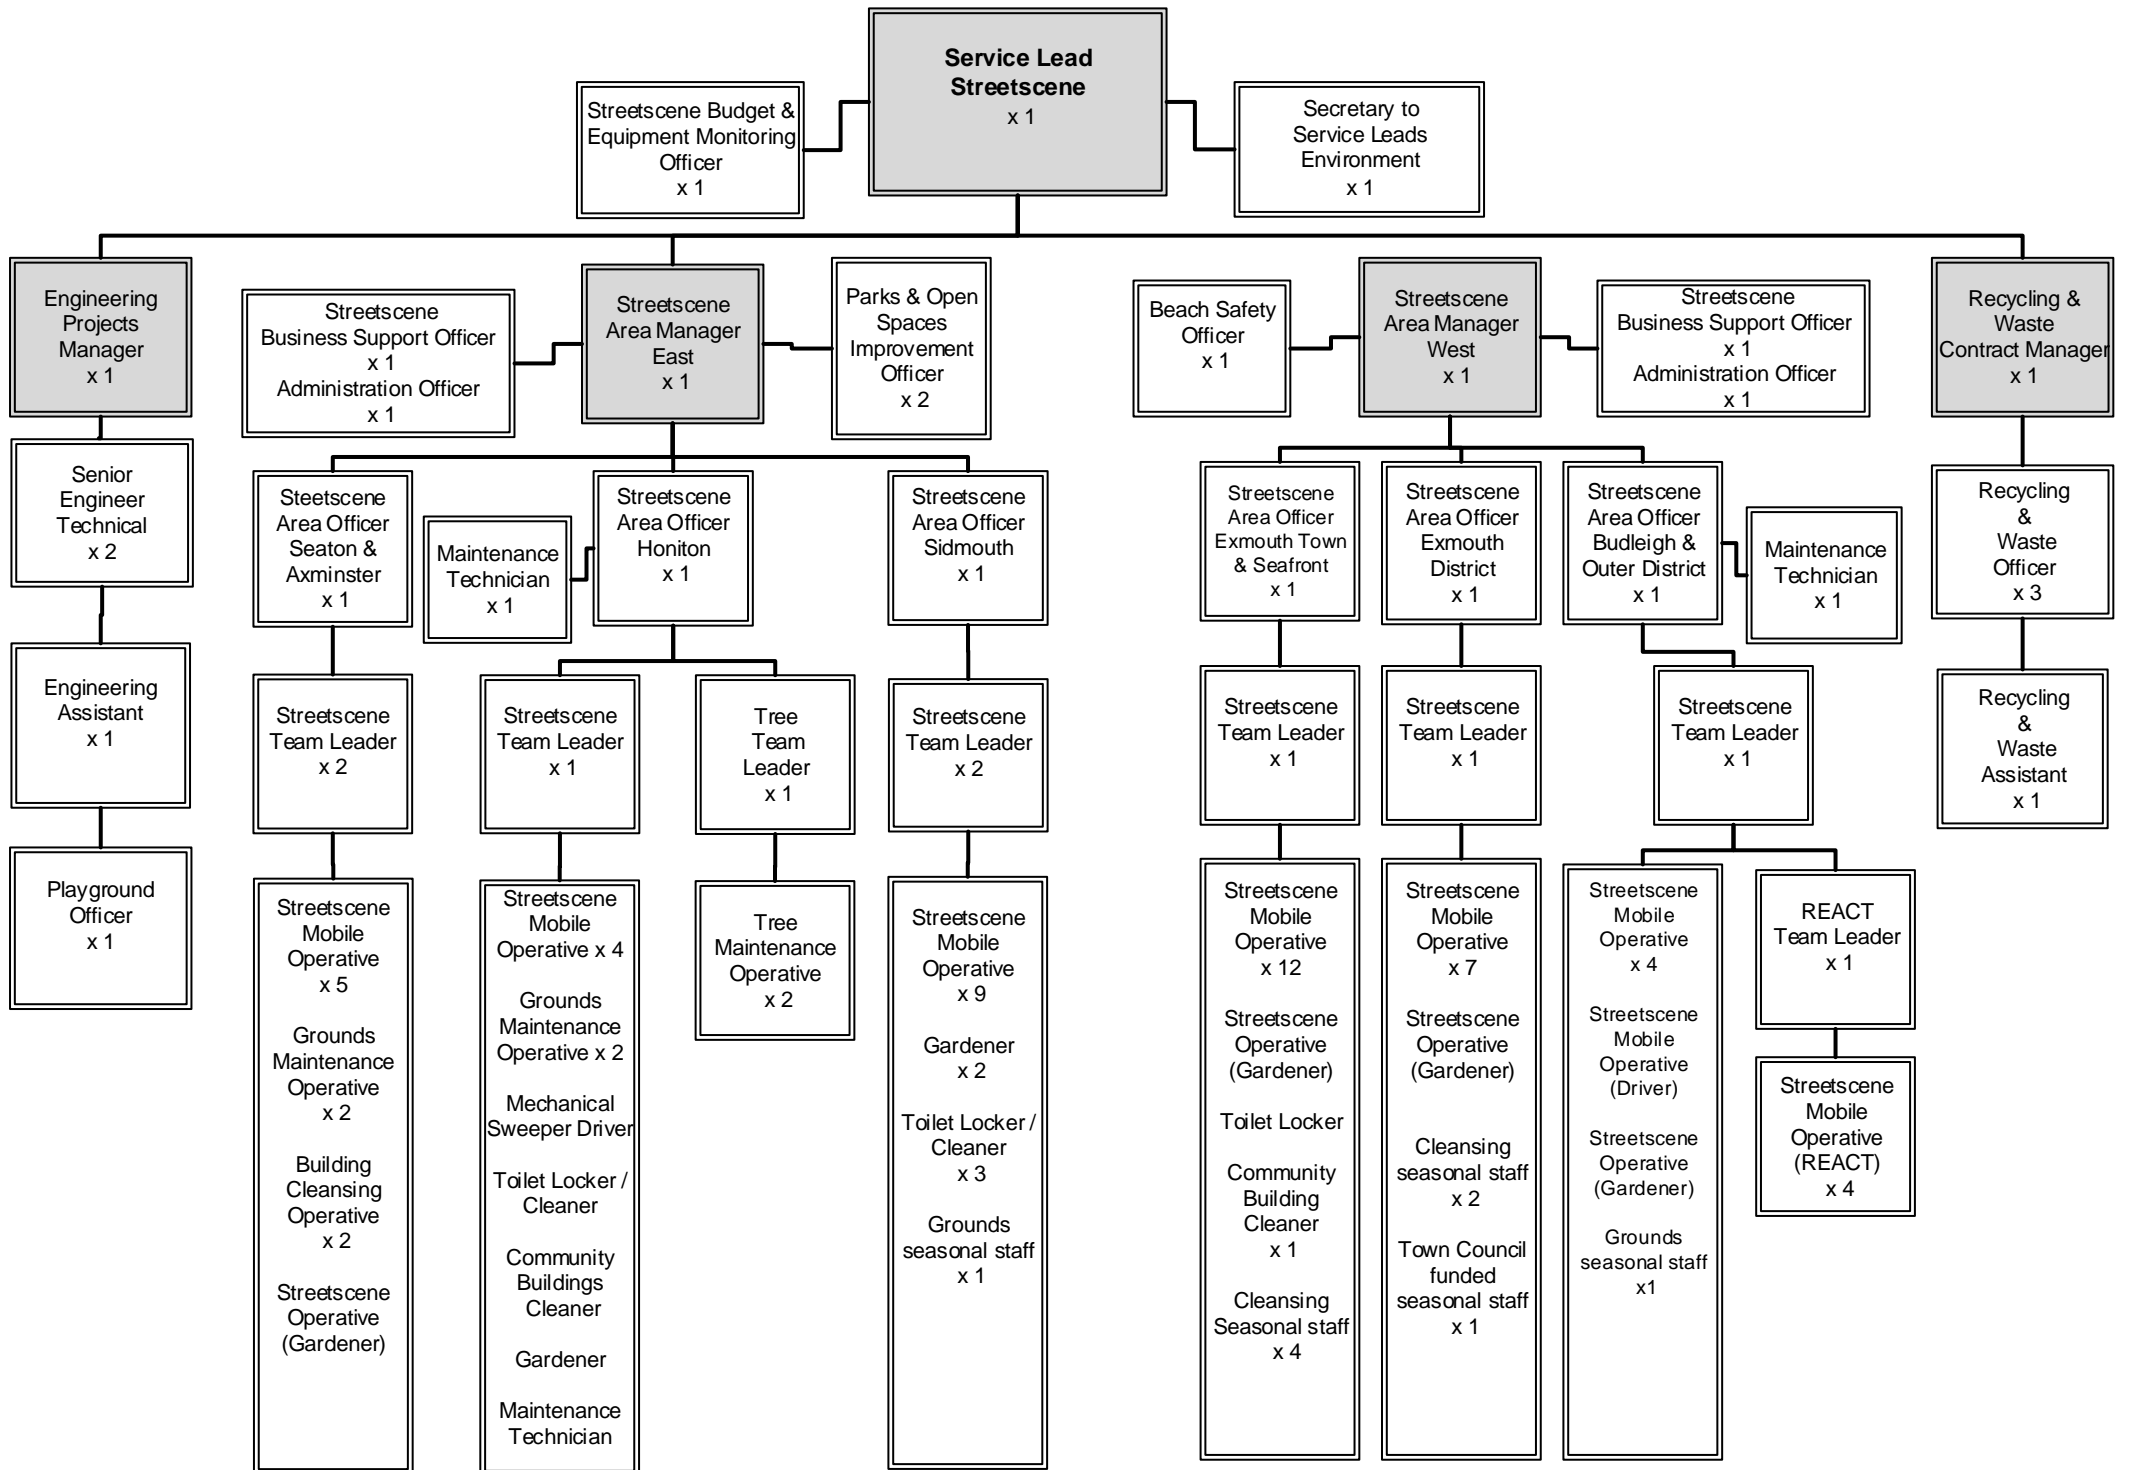 Service Lead
Streetscene
x 1
Streetscene Budget &
Equipment Monitoring
Officer
x 1
Secretary to
Service Leads
Environment
x 1
Engineering
Projects
Manager
x 1
Streetscene
Business Support Officer
x 1
Administration Officer
x 1
Streetscene
Area Manager
East
x 1
Parks & Open
Spaces
Improvement
Officer
x 2
Beach Safety
Officer
x 1
Streetscene
Area Manager
West
x 1
Streetscene
Business Support Officer
x 1
Administration Officer
x 1
Recycling &
Waste
Contract Manager
x 1
Senior
Engineer
Technical
x 2
Steetscene
Area Officer
Seaton &
Axminster
x 1
Maintenance
Technician
x 1
Streetscene
Area Officer
Honiton
x 1
Streetscene
Area Officer
Sidmouth
x 1
Streetscene
Area Officer
Exmouth Town
& Seafront
x 1
Streetscene
Area Officer
Exmouth
District
x 1
Streetscene
Area Officer
Budleigh &
Outer District
x 1
Maintenance
Technician
x 1
Recycling
&
Waste
Officer
x 3
Engineering
Assistant
x 1
Streetscene
Team Leader
x 2
Streetscene
Team Leader
x 1
Tree
Team
Leader
x 1
Streetscene
Team Leader
x 2
Streetscene
Team Leader
x 1
Streetscene
Team Leader
x 1
Streetscene
Team Leader
x 1
Recycling
&
Waste
Assistant
x 1
Playground
Officer
x 1
Streetscene
Mobile
Operative
x 5
Grounds
Maintenance
Operative
x 2
Building
Cleansing
Operative
x 2
Streetscene
Operative
(Gardener)
Streetscene
Mobile
Operative x 4
Grounds
Maintenance
Operative x 2
Mechanical
Sweeper Driver
Toilet Locker /
Cleaner
Community
Buildings
Cleaner
Gardener
Maintenance
Technician
Tree
Maintenance
Operative
x 2
Streetscene
Mobile
Operative
x 9
Gardener
x 2
Toilet Locker /
Cleaner
x 3
Grounds
seasonal staff
x 1
Streetscene
Mobile
Operative
x 12
Streetscene
Operative
(Gardener)
Toilet Locker
Community
Building
Cleaner
x 1
Cleansing
Seasonal staff
x 4
Streetscene
Mobile
Operative
x 7
Streetscene
Operative
(Gardener)
Cleansing
seasonal staff
x 2
Town Council
funded
seasonal staff
x 1
Streetscene
Mobile
Operative
x 4
Streetscene
Mobile
Operative
(Driver)
Streetscene
Operative
(Gardener)
Grounds
seasonal staff
x1
REACT
Team Leader
x 1
Streetscene
Mobile
Operative
(REACT)
x 4